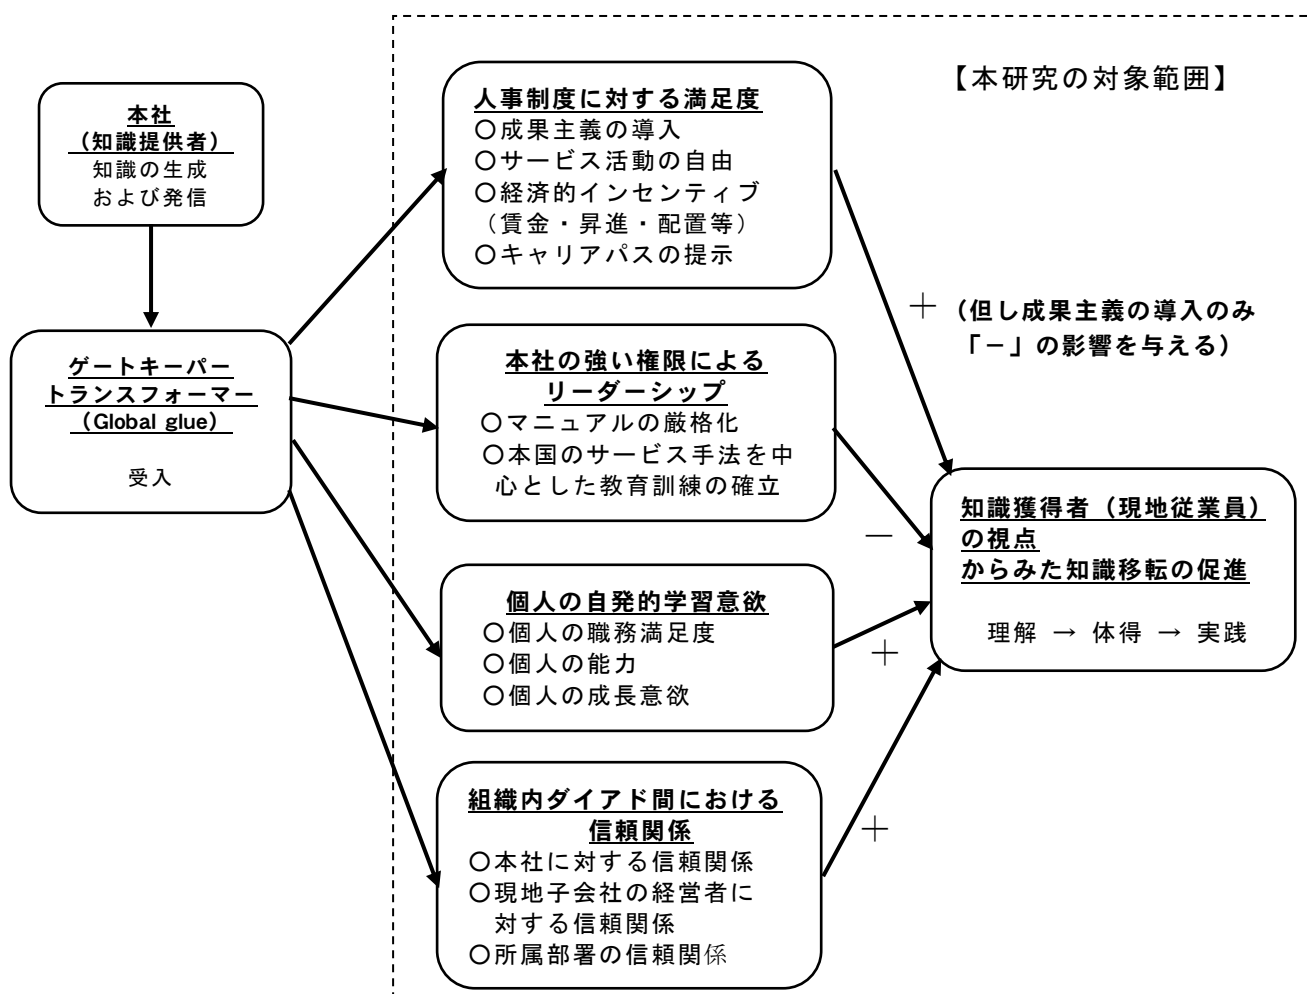 【本研究の対象範囲】
本社
（知識提供者）
知識の生成
および発信
ゲートキーパー
トランスフォーマー
（Global glue）
受入
人事制度に対する満足度
○成果主義の導入
○サービス活動の自由
○経済的インセンティブ
（賃金・昇進・配置等）
○キャリアパスの提示
本社の強い権限による
リーダーシップ
○マニュアルの厳格化
○本国のサービス手法を中
心とした教育訓練の確立
個人の自発的学習意欲
○個人の職務満足度
○個人の能力
○個人の成長意欲
組織内ダイアド間における
信頼関係
○本社に対する信頼関係
○現地子会社の経営者に
対する信頼関係
○所属部署の信頼関係
＋（但し成果主義の導入のみ
「－」の影響を与える）
－
＋
＋
知識獲得者（現地従業員）
の視点
からみた知識移転の促進
理解 → 体得 → 実践